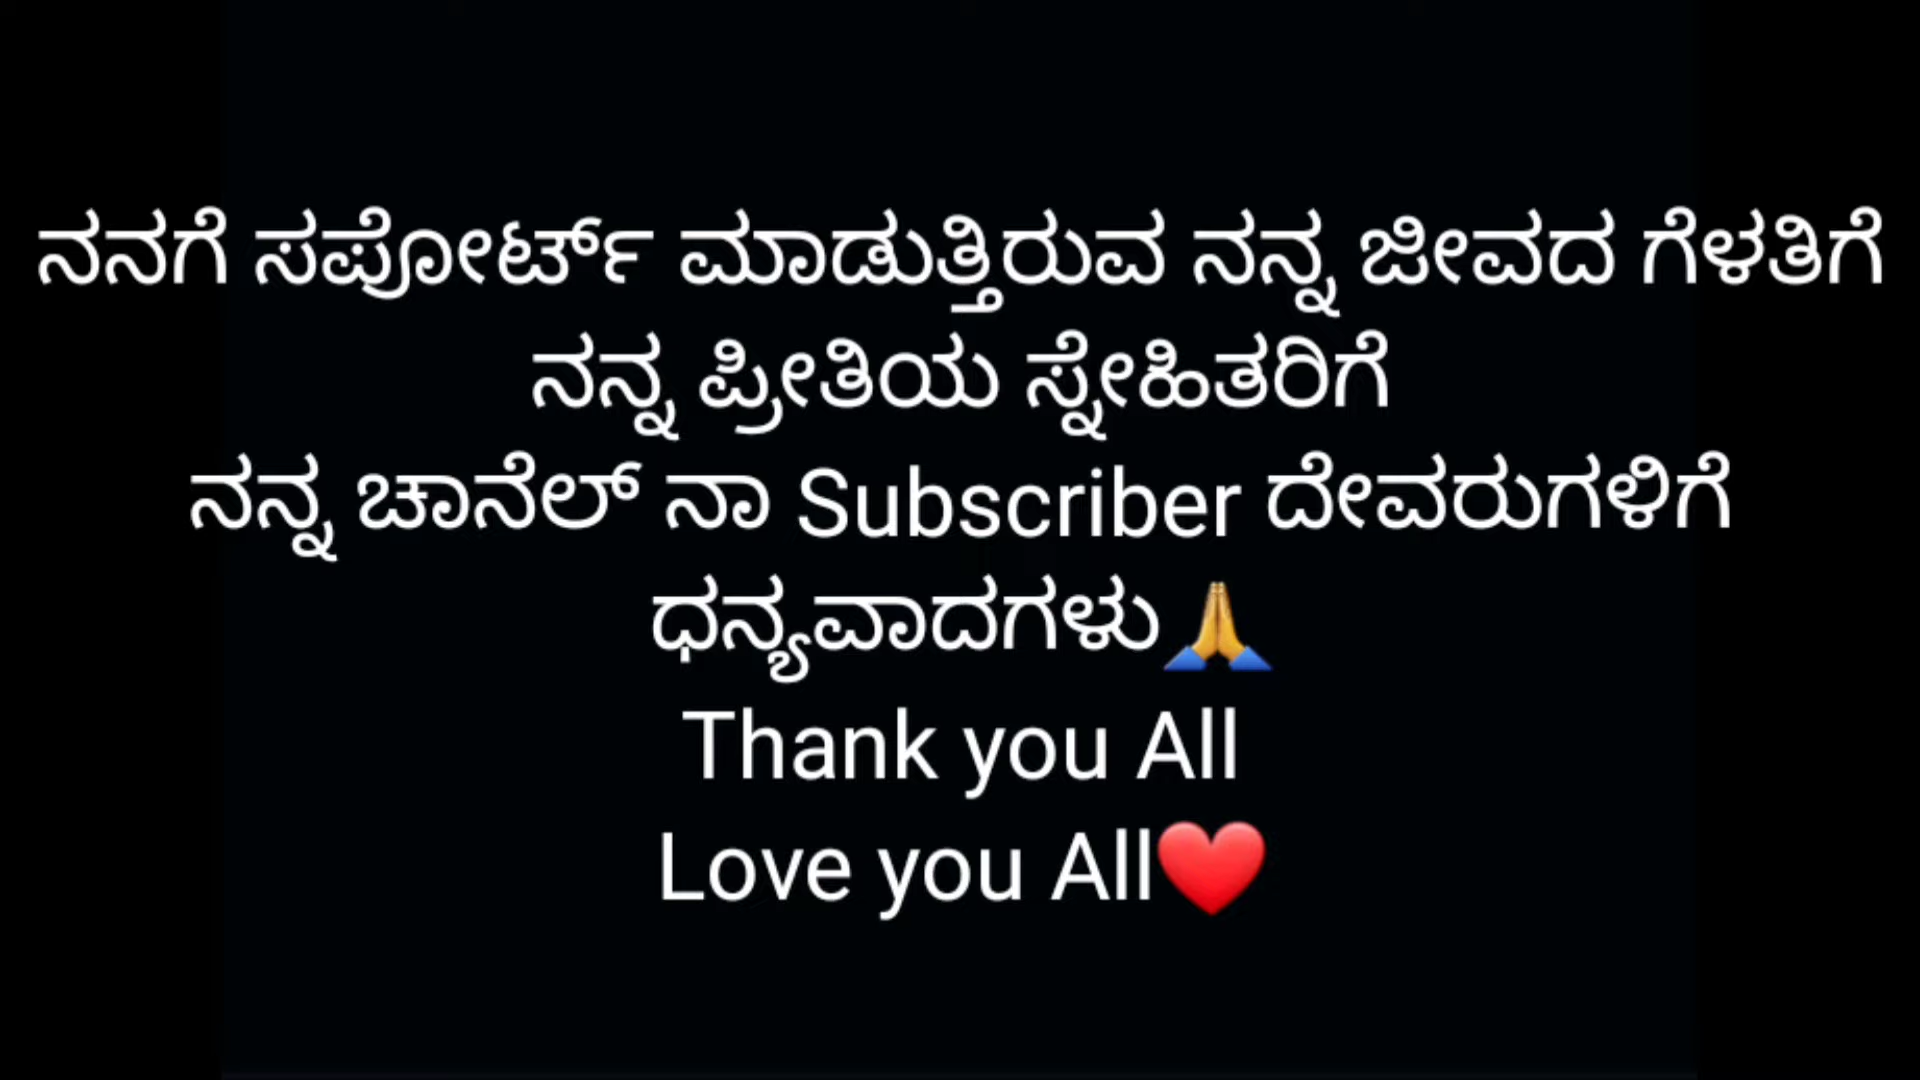 ನನಗೆ ಸಪೋರ್ಟ್ ಮಾಡುತ್ತಿರುವ ನನ್ನ ಜೀವದ ಗೆಳತಿಗೆ
ನನ್ನ ಪ್ರೀತಿಯ ಸ್ನೇಹಿತರಿಗೆ
ನನ್ನ ಚಾನೆಲ್ ನಾ Subscriber ದೇವರುಗಳಿಗೆ
ಧನ್ಯವಾದಗಳು🙏
Thank you All
Love you All❤️